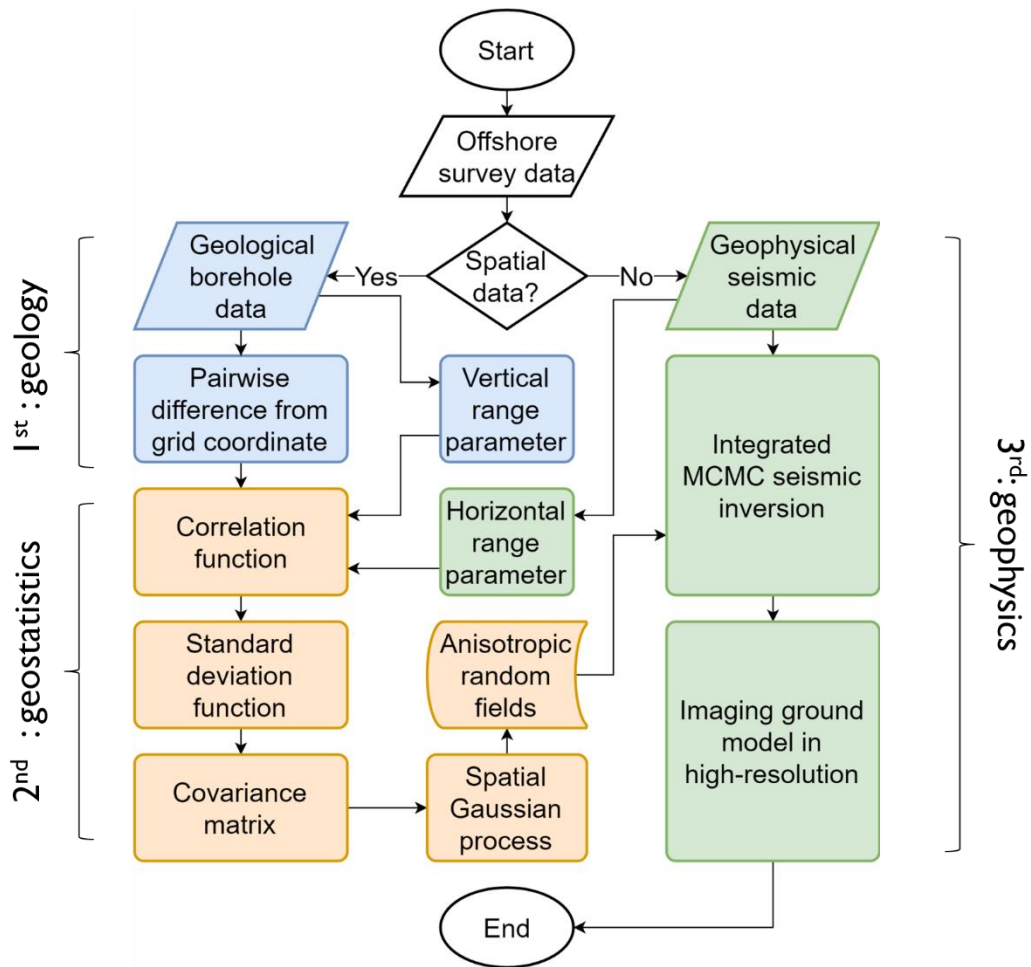 Start
Offshore
survey data
Spatial
data?
Yes
No
Geological
borehole
data
Geophysical
seismic
data
1st : geology
Pairwise
difference from
grid coordinate
Vertical
range
parameter
Integrated
MCMC seismic
inversion
3rd: geophysics
2nd : geostatistics
Correlation
function
Horizontal
range
parameter
Standard
deviation
function
Anisotropic
random
fields
Imaging ground
model in
high-resolution
Covariance
matrix
Spatial
Gaussian
process
End